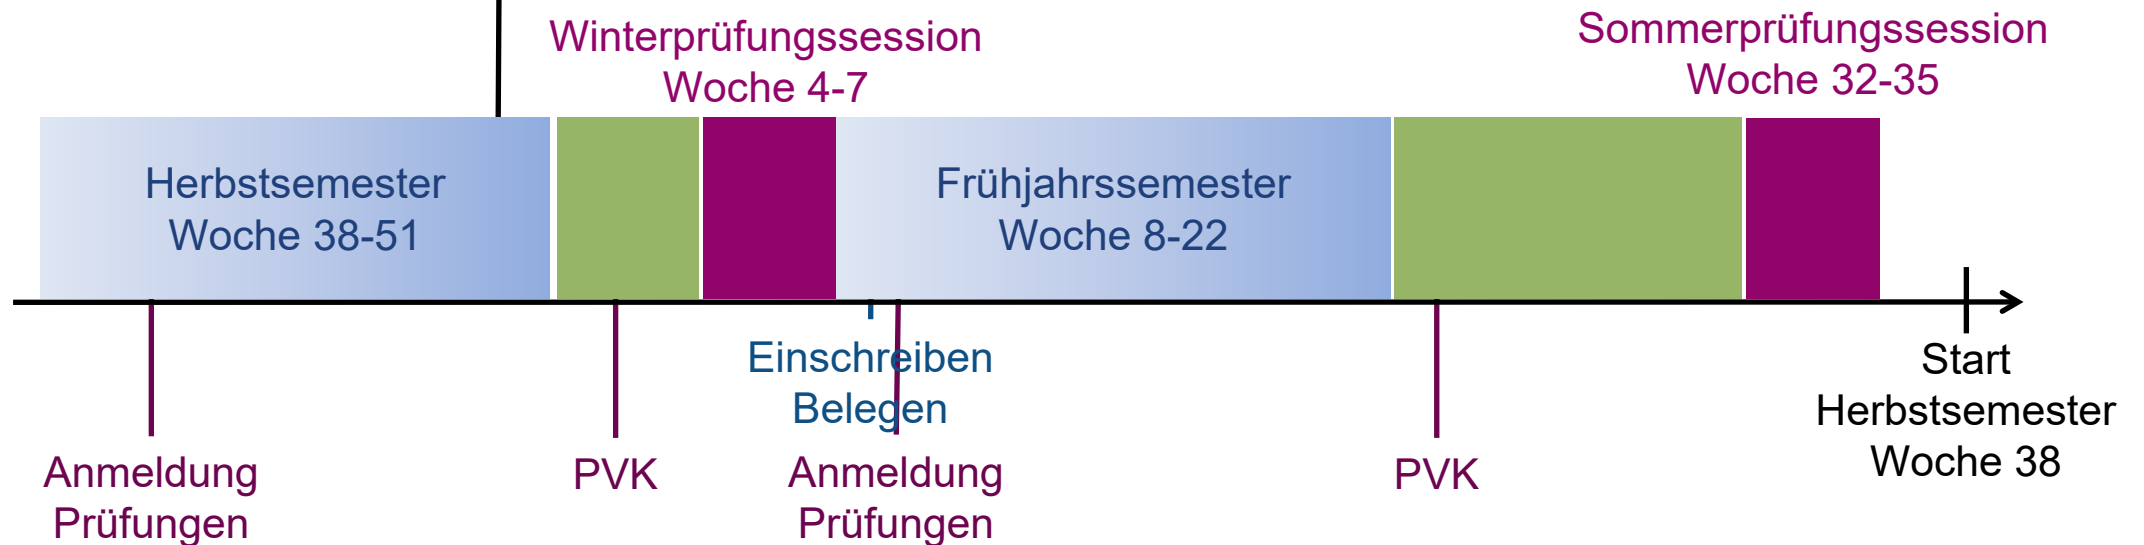 Winterprüfungssession
Woche 4-7
Sommerprüfungssession
Woche 32-35
Herbstsemester
Woche 38-51
Frühjahrssemester
Woche 8-22
Einschreiben
Belegen
Start
Herbstsemester
Woche 38
Anmeldung
Prüfungen
PVK
Anmeldung
Prüfungen
PVK